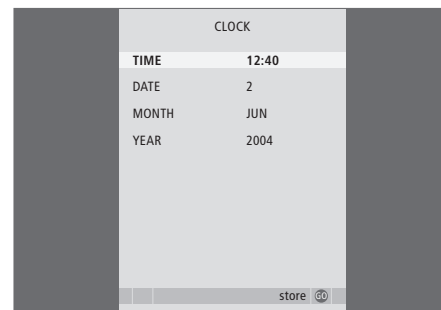 CLOCK
TIME 12:40
DATE 2
MONTH JUN
YEAR 2004
store GO